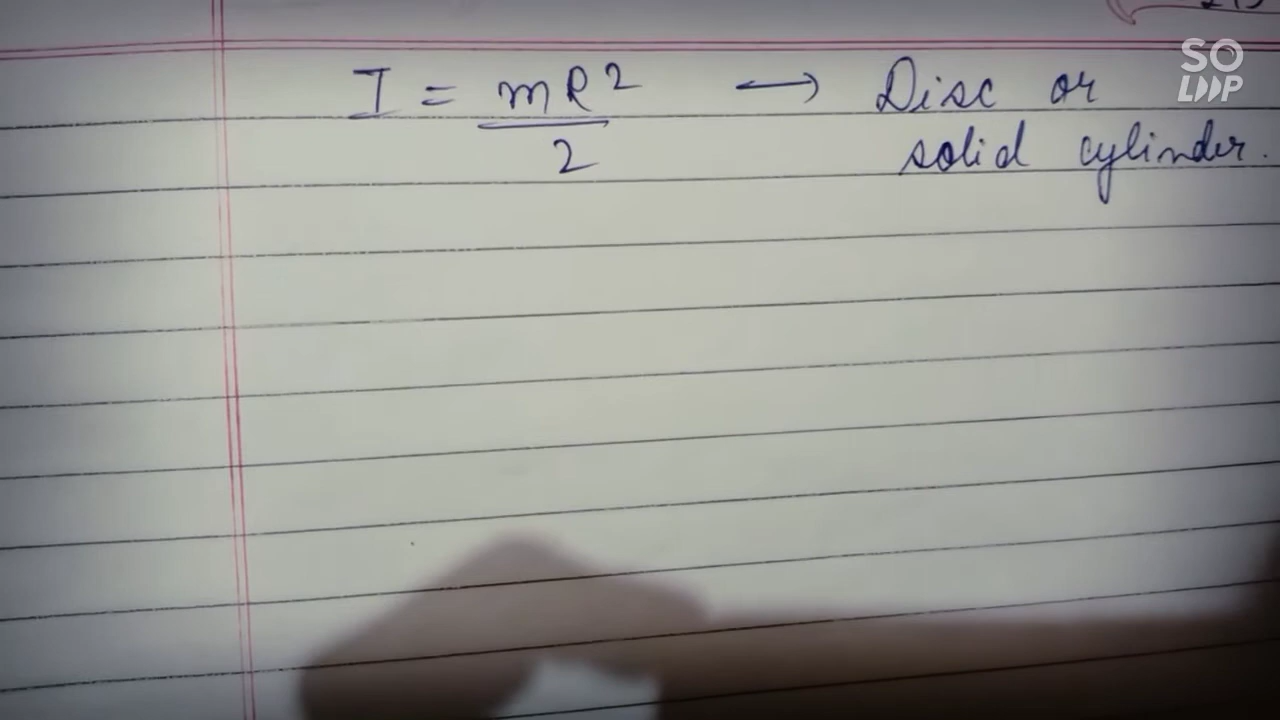 I = mR² → Disc or
2 solid cylinder.
SO
LOOP